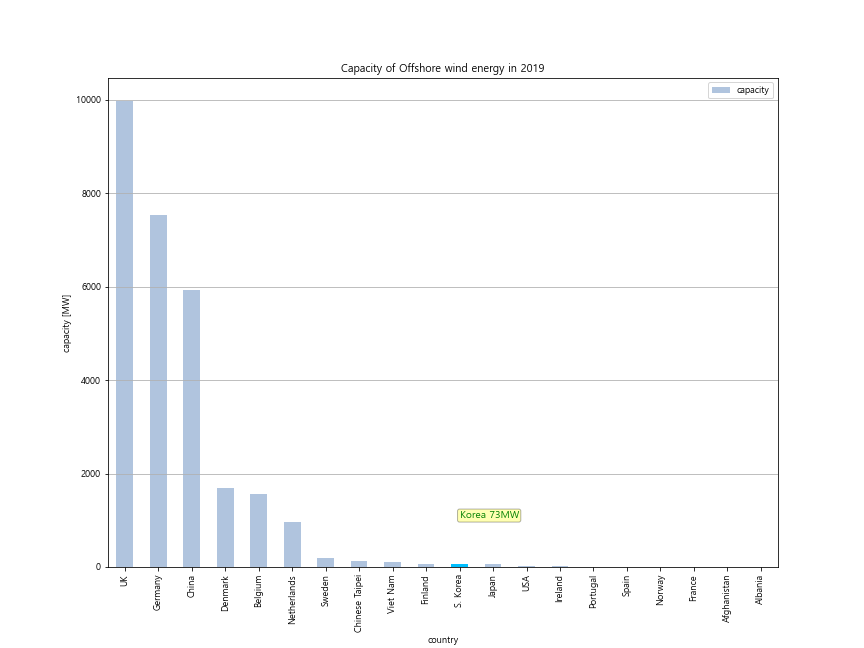 Capacity of Offshore wind energy in 2019
capacity
10000
8000
6000
4000
2000
0
capacity [MW]
Korea 73MW
UK
Germany
China
Denmark
Belgium
Netherlands
Sweden
Chinese Taipei
Viet Nam
Finland
S. Korea
Japan
USA
Ireland
Portugal
Spain
Norway
France
Afghanistan
Albania
country